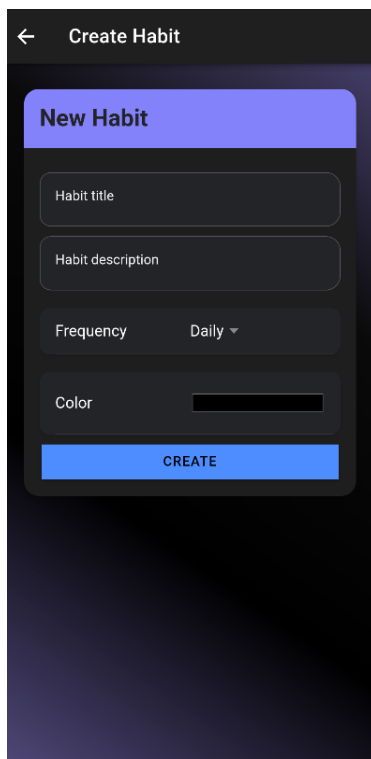 Create Habit
New Habit
Habit title
Habit description
Frequency Daily
Color
CREATE